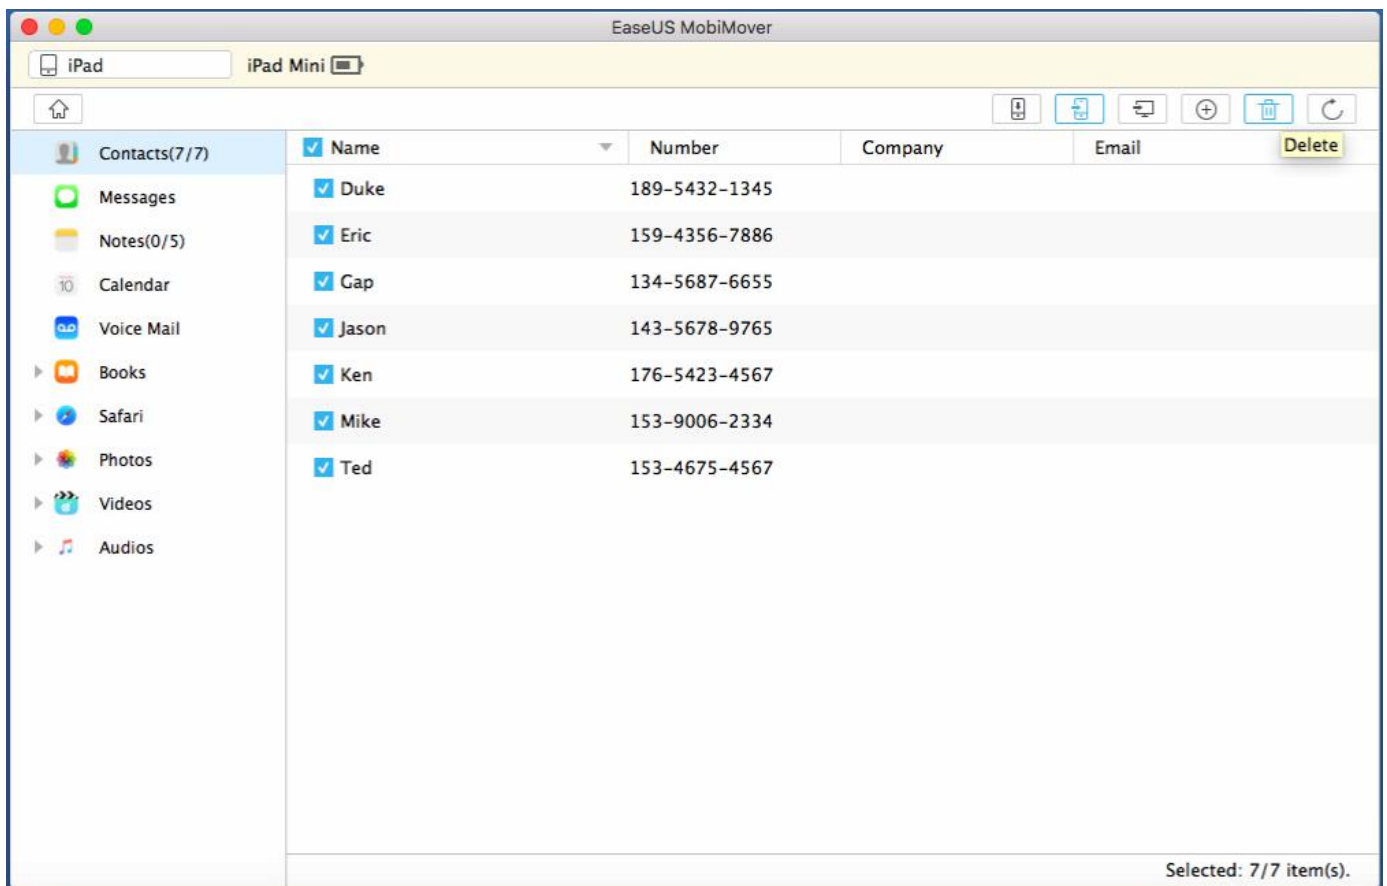 EaseUS MobiMover
iPad iPad Mini
Delete
Name Number Company Email
Contacts(7/7)
Messages
Notes(0/5)
10 Calendar
Voice Mail
Books
Safari
Photos
Videos
Audios
Duke 189-5432-1345
Eric 159-4356-7886
Gap 134-5687-6655
Jason 143-5678-9765
Ken 176-5423-4567
Mike 153-9006-2334
Ted 153-4675-4567
Selected: 7/7 item(s).